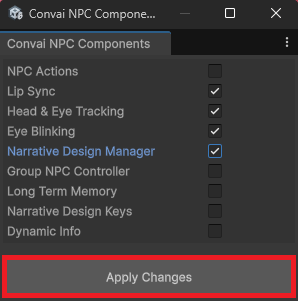 Convai NPC Compone...
Convai NPC Components
NPC Actions
Lip Sync
Head & Eye Tracking
Eye Blinking
Narrative Design Manager
Group NPC Controller
Long Term Memory
Narrative Design Keys
Dynamic Info
Apply Changes